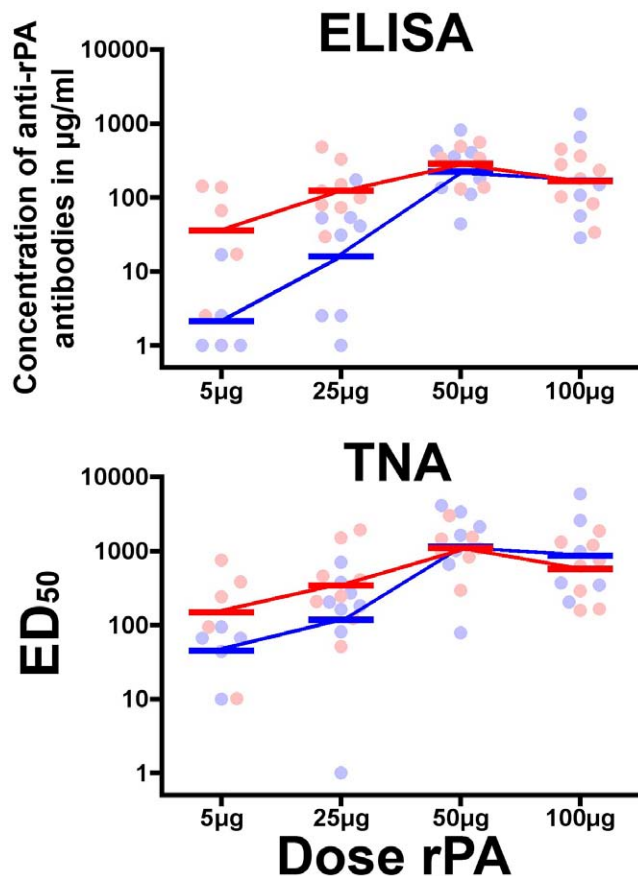 ELISA
Concentration of anti-rPA
antibodies in µg/ml
10000
1000
100
10
1
5µg 25µg 50µg 100µg
TNA
ED50
10000
1000
100
10
1
5µg 25µg 50µg 100µg
Dose rPA